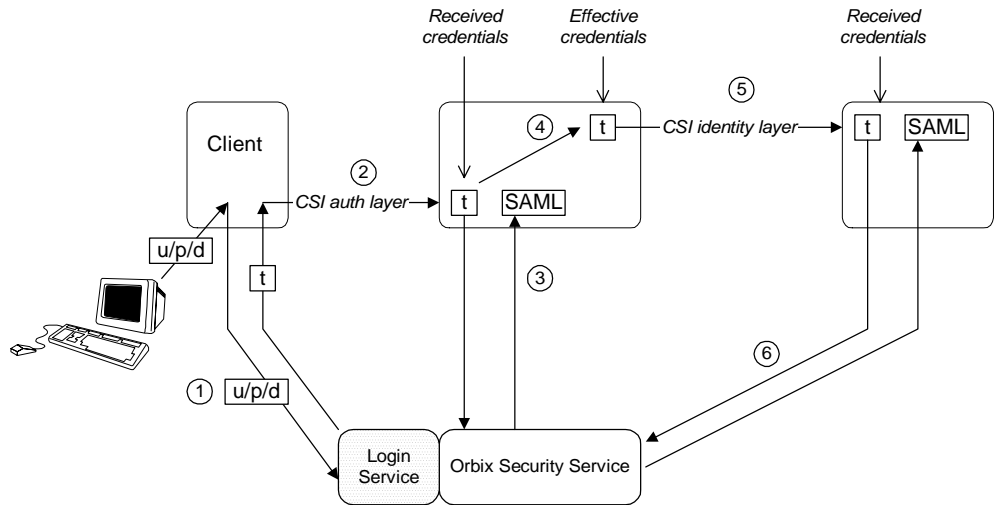 Received
credentials
Effective
credentials
Received
credentials
5
4
t
CSI identity layer
t
SAML
Client
2
CSI auth layer
t
SAML
u/p/d
t
3
6
1
u/p/d
Login
Service
Orbix Security Service